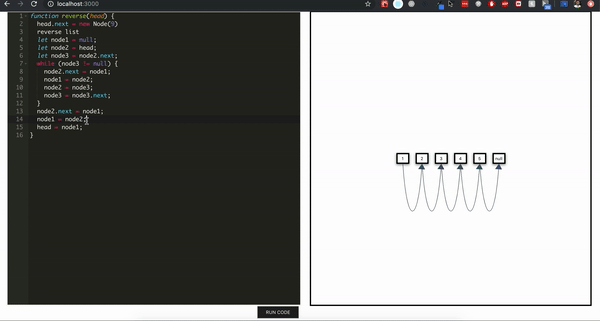 localhost:3000
1 function reverse(head) {
2 head.next = new Node(9)
3 reverse list
4 let node1 = null;
5 let node2 = head;
6 let node3 = node2.next;
7 while (node3 != null) {
8 node2.next = node1;
9 node1 = node2;
10 node2 = node3;
11 node3 = node3.next;
12 }
13 node2.next = node1;
14 node1 = node2;
15 head = node1;
16 }
1 2 3 4 5 null
RUN CODE